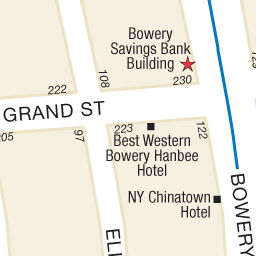 Bowery
Savings Bank
Building
230
222
108
GRAND ST
205
97
223
122
Best Western
Bowery Hanbee
Hotel
NY Chinatown
Hotel
BOWERY